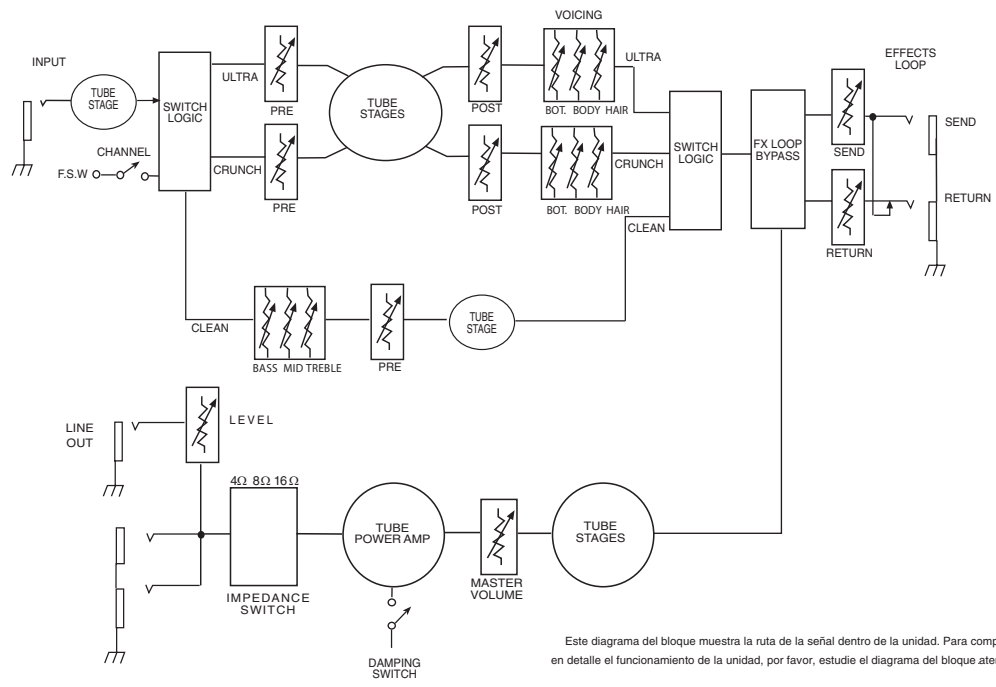 VOICING
INPUT
TUBE
STAGE
SWITCH
LOGIC
CHANNEL
F.S.W
ULTRA
PRE
CRUNCH
PRE
TUBE
STAGES
POST
BOT. BODY HAIR
ULTRA
POST
BOT. BODY HAIR
CRUNCH
CLEAN
SWITCH
LOGIC
FX LOOP
BYPASS
EFFECTS
LOOP
SEND
SEND
RETURN
RETURN
CLEAN
BASS MID TREBLE
PRE
TUBE
STAGE
LINE
OUT
LEVEL
4Ω 8Ω 16Ω
IMPEDANCE
SWITCH
TUBE
POWER AMP
DAMPING
SWITCH
MASTER
VOLUME
TUBE
STAGES
Este diagrama del bloque muestra la ruta de la señal dentro de la unidad. Para
en detalle el funcionamiento de la unidad, por favor, estudie el diagrama del bloque